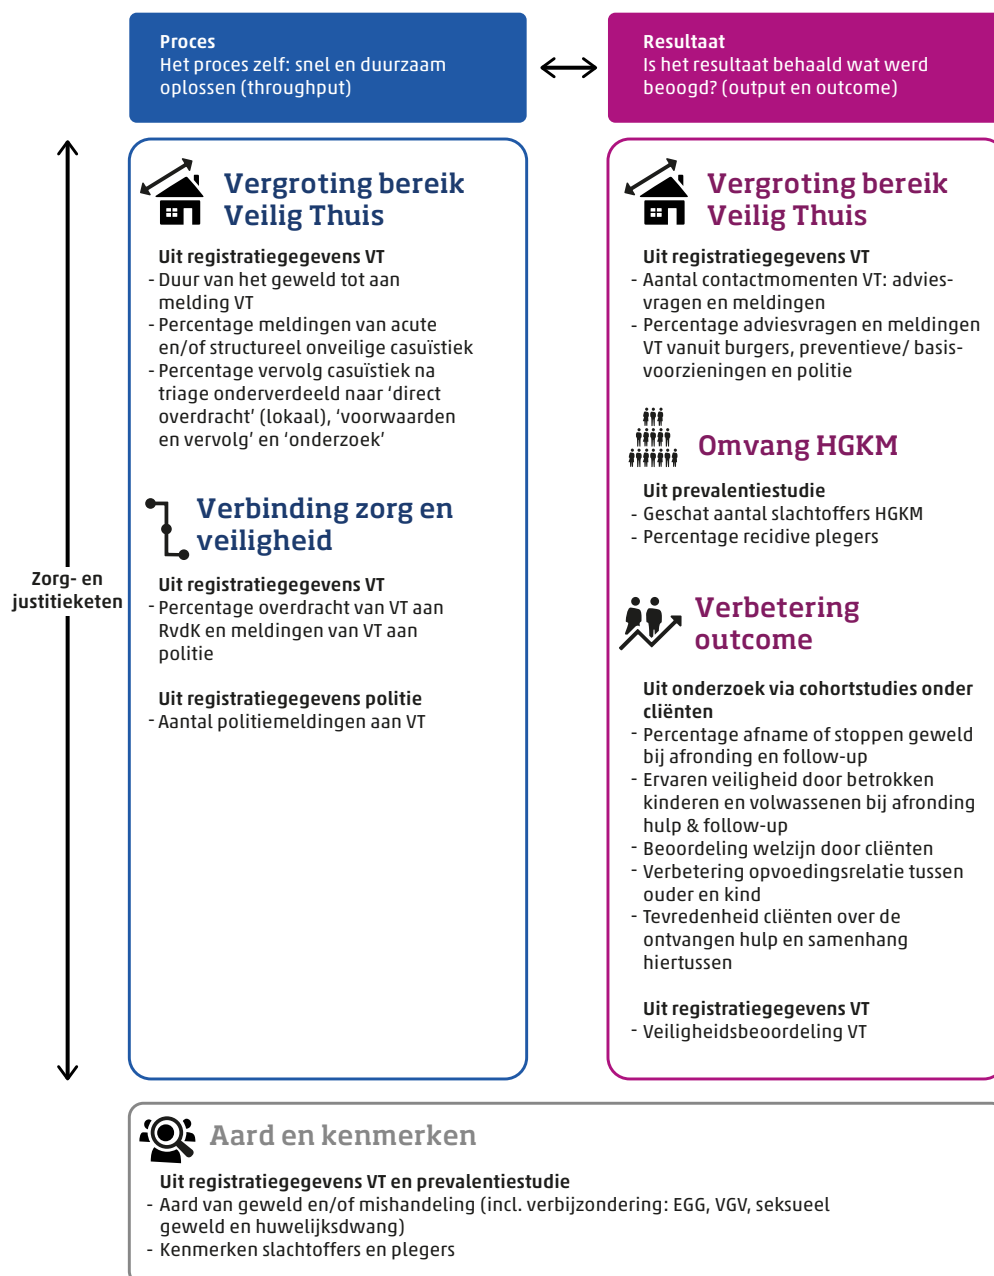 Proces
Het proces zelf: snel en duurzaam
oplossen (throughput)
Resultaat
Is het resultaat behaald wat werd
beoogd? (output en outcome)
Zorg- en
justitieketen
Vergroting bereik
Veilig Thuis
Uit registratiegegevens VT
- Duur van het geweld tot aan
melding VT
- Percentage meldingen van acute
en/of structureel onveilige casuïstiek
- Percentage vervolg casuïstiek na
triage onderverdeeld naar ‘direct
overdracht’ (lokaal), ‘voorwaarden
en vervolg’ en ‘onderzoek’
Verbinding zorg en
veiligheid
Uit registratiegegevens VT
- Percentage overdracht van VT aan
RvdK en meldingen van VT aan
politie
Uit registratiegegevens politie
- Aantal politiemeldingen aan VT
Vergroting bereik
Veilig Thuis
Uit registratiegegevens VT
- Aantal contactmomenten VT: advies-
vragen en meldingen
- Percentage adviesvragen en meldingen
VT vanuit burgers, preventieve/ basis-
voorzieningen en politie
Omvang HGKM
Uit prevalentiestudie
- Geschat aantal slachtoffers HGKM
- Percentage recidive plegers
Verbetering
outcome
Uit onderzoek via cohortstudies onder
cliënten
- Percentage afname of stoppen geweld
bij afronding en follow-up
- Ervaren veiligheid door betrokken
kinderen en volwassenen bij afronding
hulp & follow-up
- Beoordeling welzijn door cliënten
- Verbetering opvoedingsrelatie tussen
ouder en kind
- Tevredenheid cliënten over de
ontvangen hulp en samenhang
hiertussen
Uit registratiegegevens VT
- Veiligheidsbeoordeling VT
Aard en kenmerken
Uit registratiegegevens VT en prevalentiestudie
- Aard van geweld en/of mishandeling (incl. verbijzondering: EGG, VGV, seksueel
geweld en huwelijksdwang)
- Kenmerken slachtoffers en plegers